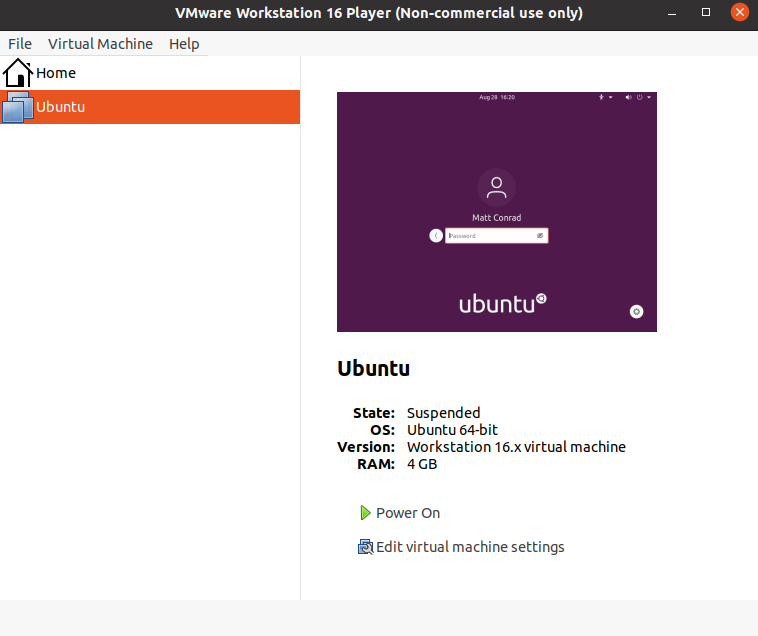 VMware Workstation 16 Player (Non-commercial use only)
File Virtual Machine Help
Home
Ubuntu
Aug 28 16:20
Matt Conrad
Password
ubuntu
Ubuntu
State: Suspended
OS: Ubuntu 64-bit
Version: Workstation 16.x virtual machine
RAM: 4 GB
Power On
Edit virtual machine settings